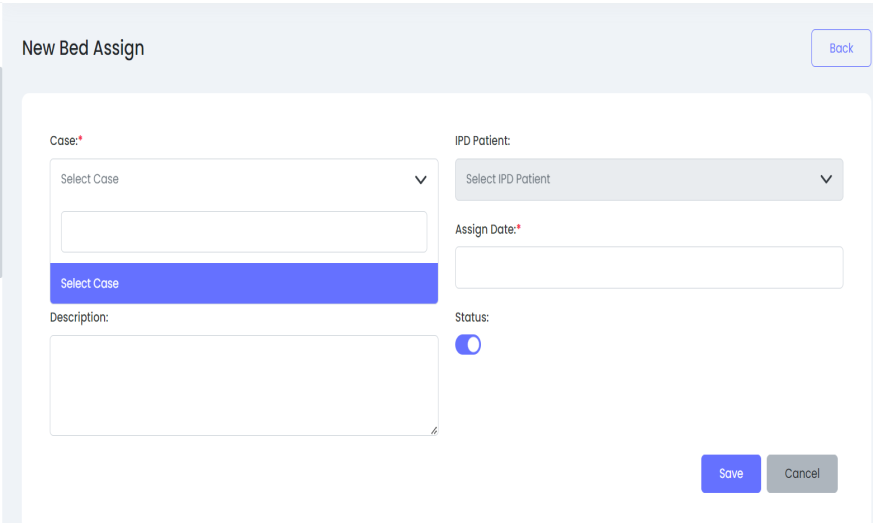 New Bed Assign
Back
Case:*
IPD Patient:
Select Case
Select IPD Patient
Assign Date:*
Select Case
Description:
Status:
Save
Cancel